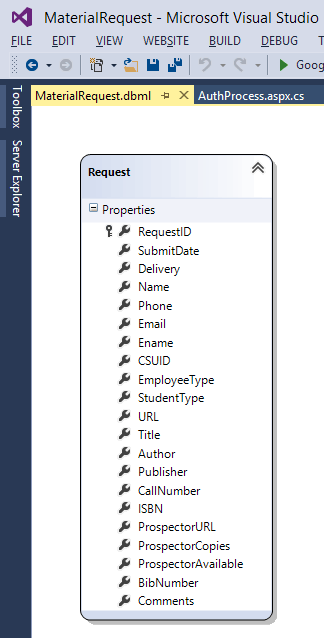 MaterialRequest - Microsoft Visual Studio
FILE EDIT VIEW WEBSITE BUILD DEBUG
Goog
MaterialRequest.dbml AuthProcess.aspx.cs
Toolbox
Server Explorer
Request
Properties
RequestID
SubmitDate
Delivery
Name
Phone
Email
Ename
CSUID
EmployeeType
StudentType
URL
Title
Author
Publisher
CallNumber
ISBN
ProspectorURL
ProspectorCopies
ProspectorAvailable
BibNumber
Comments